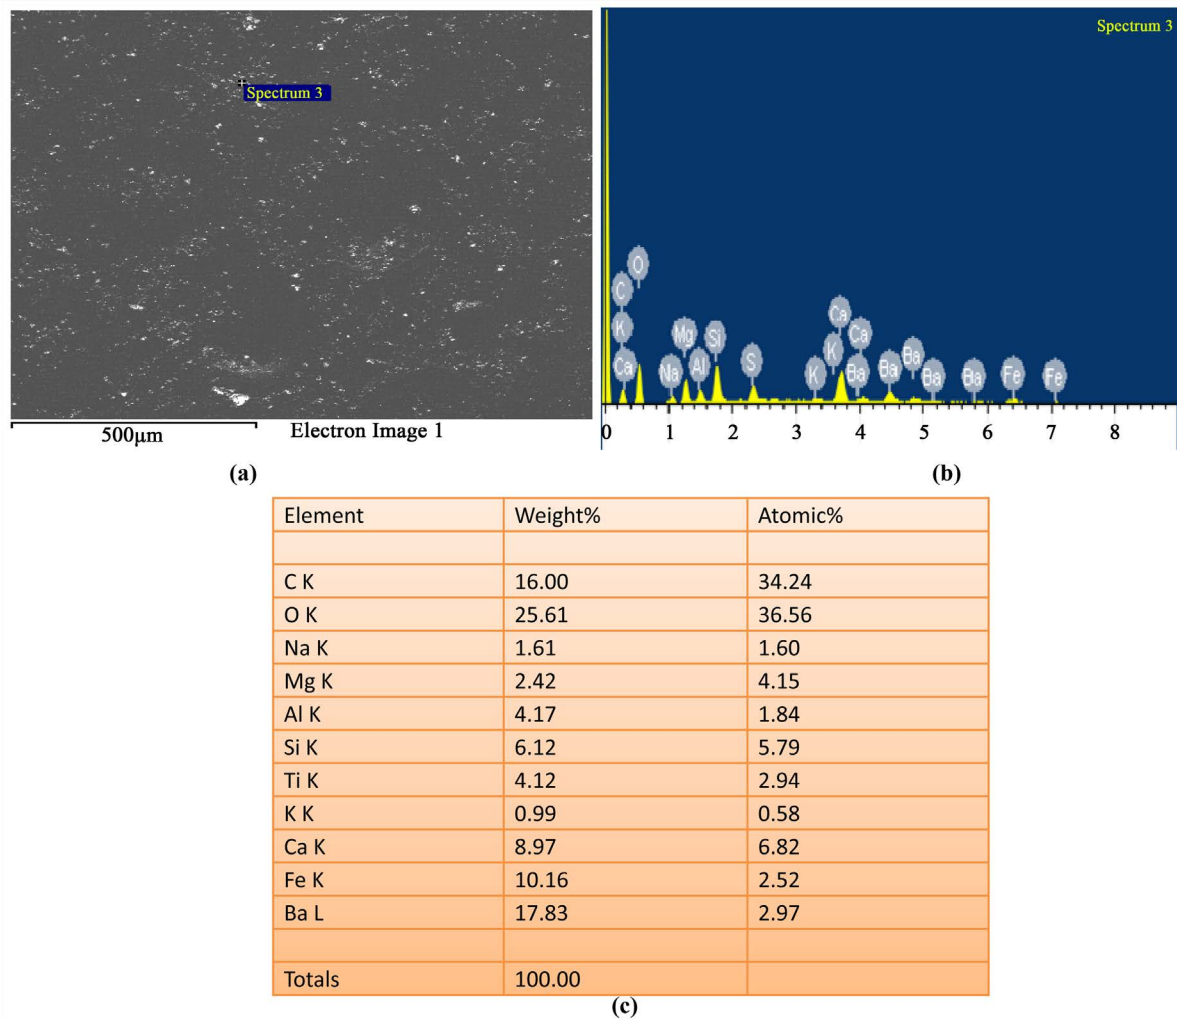 Spectrum 3
500μm
Electron Image 1
(a)
Spectrum 3
O
C
K
Ca
Na
Mg
Al
Si
S
K
K
Ca
Ca
Ba
Ba
Ba
Ba
Ba
Fe
Fe
0 1 2 3 4 5 6 7 8
(b)
Element Weight% Atomic%
C K 16.00 34.24
O K 25.61 36.56
Na K 1.61 1.60
Mg K 2.42 4.15
Al K 4.17 1.84
Si K 6.12 5.79
Ti K 4.12 2.94
K K 0.99 0.58
Ca K 8.97 6.82
Fe K 10.16 2.52
Ba L 17.83 2.97
Totals 100.00
(c)